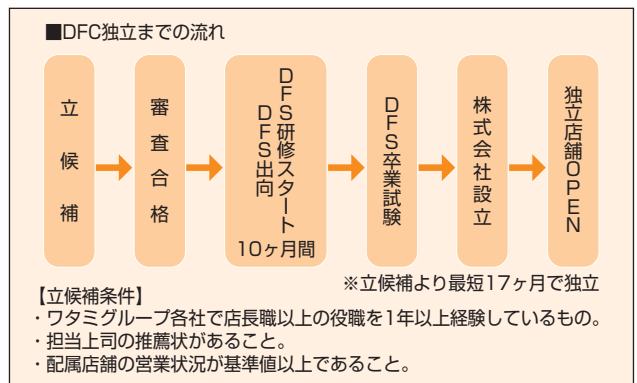 ■DFC独立までの流れ
立候補
審査合格
DFS研修スタート
DFS出向
10ヶ月間
DFS卒業試験
株式会社設立
独立店舗OPEN
※立候補より最短17ヶ月で独立
【立候補条件】
・ワタミグループ各社で店長職以上の役職を1年以上経験しているもの。
・担当上司の推薦状があること。
・配属店舗の営業状況が基準値以上であること。